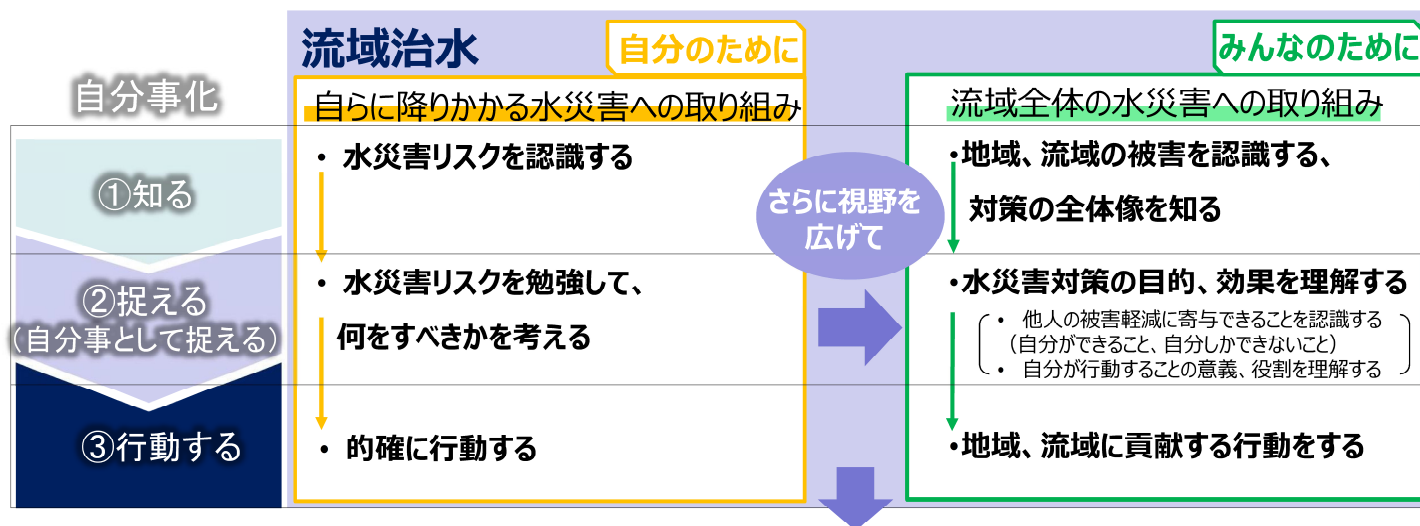 流域治水
自分のために
みんなのために
自分事化
自らに降りかかる水災害への取り組み
流域全体の水災害への取り組み
①知る
・ 水災害リスクを認識する
さらに視野を
広げて
・地域、流域の被害を認識する、
対策の全体像を知る
②捉える
（自分事として捉える）
・ 水災害リスクを勉強して、
何をすべきかを考える
・水災害対策の目的、効果を理解する
・ 他人の被害軽減に寄与できることを認識する
（自分ができること、自分しかできないこと）
・ 自分が行動することの意義、役割を理解する
③行動する
・ 的確に行動する
・地域、流域に貢献する行動をする